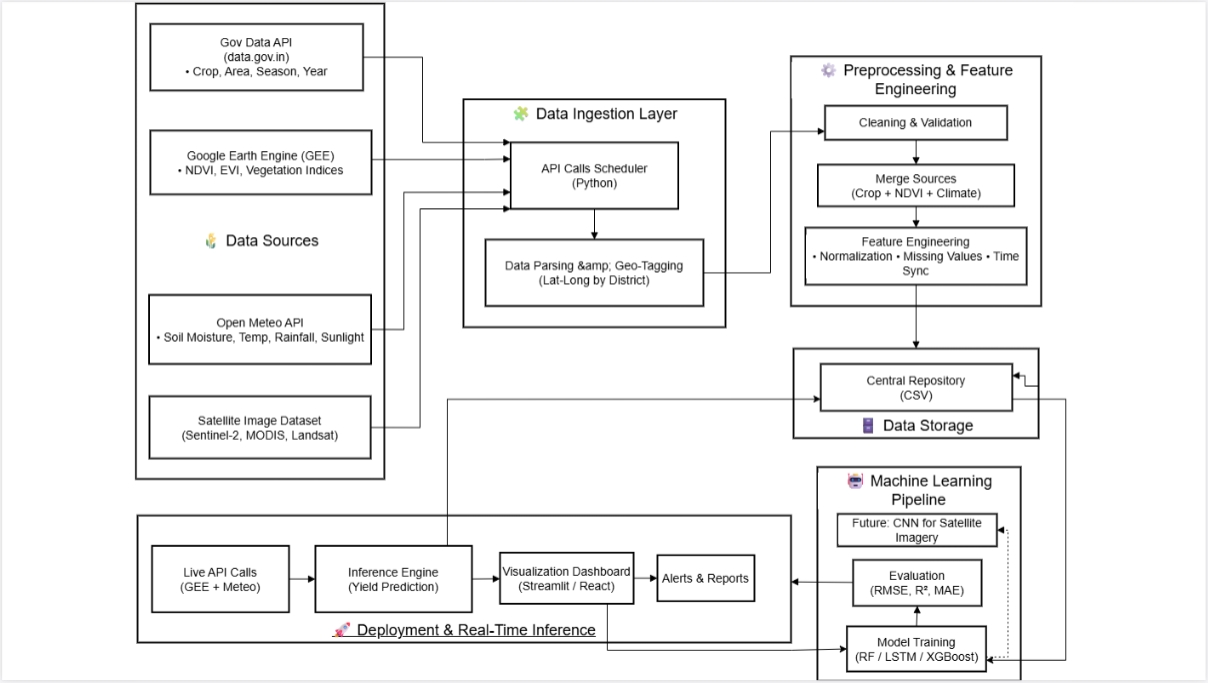 Gov Data API
(data.gov.in)
• Crop, Area, Season, Year
Google Earth Engine (GEE)
• NDVI, EVI, Vegetation Indices
Data Sources
Open Meteo API
• Soil Moisture, Temp, Rainfall, Sunlight
Satellite Image Dataset
(Sentinel-2, MODIS, Landsat)
Data Ingestion Layer
API Calls Scheduler
(Python)
Data Parsing &amp; Geo-Tagging
(Lat-Long by District)
Preprocessing & Feature
Engineering
Cleaning & Validation
Merge Sources
(Crop + NDVI + Climate)
Feature Engineering
• Normalization • Missing Values • Time
Sync
Central Repository
(CSV)
Data Storage
Machine Learning
Pipeline
Future: CNN for Satellite
Imagery
Evaluation
(RMSE, R², MAE)
Model Training
(RF / LSTM / XGBoost)
Live API Calls
(GEE + Meteo)
Inference Engine
(Yield Prediction)
Visualization Dashboard
(Streamlit / React)
Alerts & Reports
Deployment & Real-Time Inference